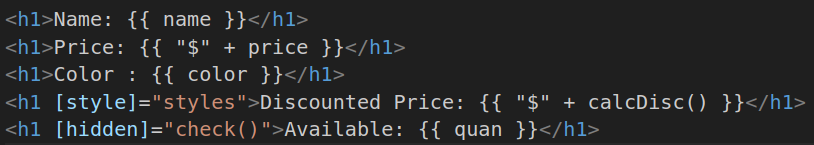 <h1>Name: {{ name }}</h1>
<h1>Price: {{ "$" + price }}</h1>
<h1>Color : {{ color }}</h1>
<h1 [style]="styles">Discounted Price: {{ "$" + calcDisc() }}</h1>
<h1 [hidden]="check()">Available: {{ quan }}</h1>